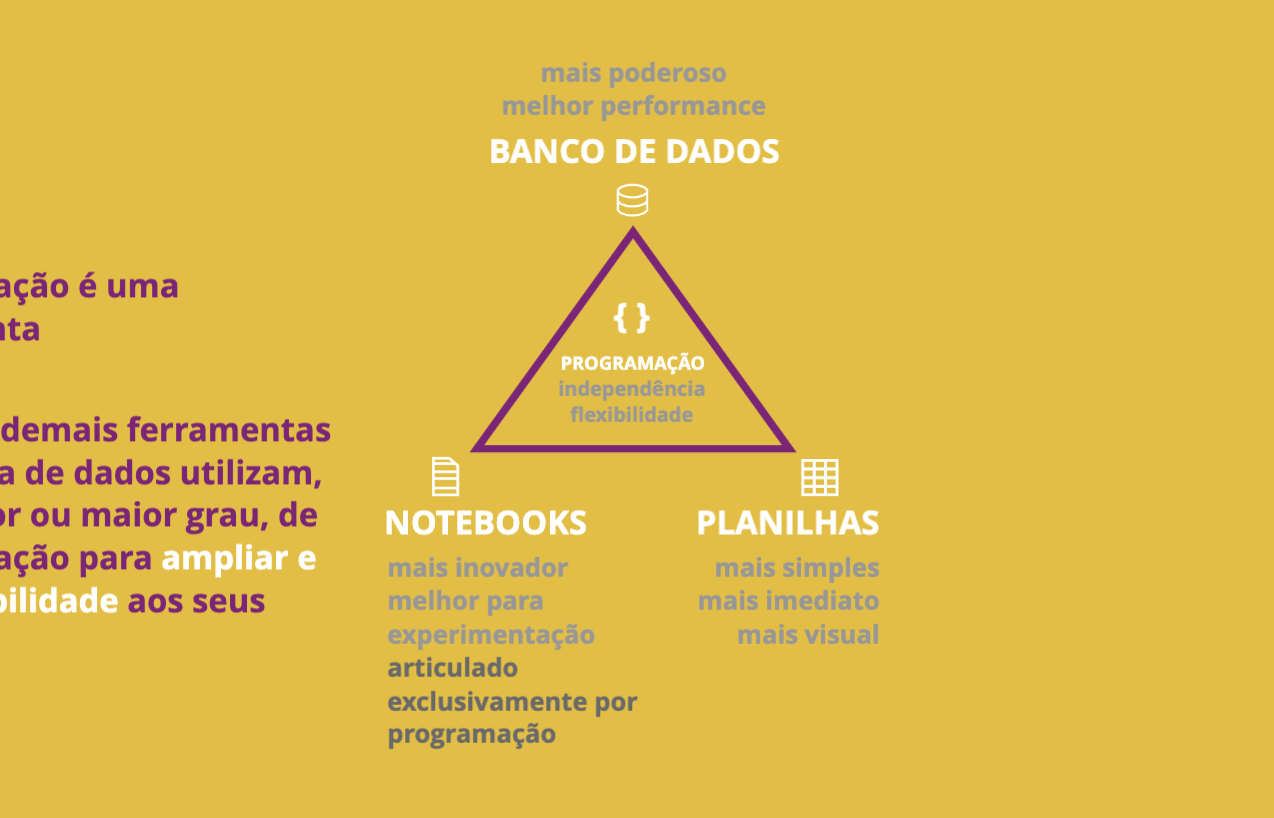 mais poderoso
melhor performance
BANCO DE DADOS
{ }
PROGRAMAÇÃO
independência
flexibilidade
ação é uma
nta
demais ferramentas
a de dados utilizam,
or ou maior grau, de
ação para ampliar e
bilidade aos seus
NOTEBOOKS
mais inovador
melhor para
experimentação
articulado
exclusivamente por
programação
PLANILHAS
mais simples
mais imediato
mais visual